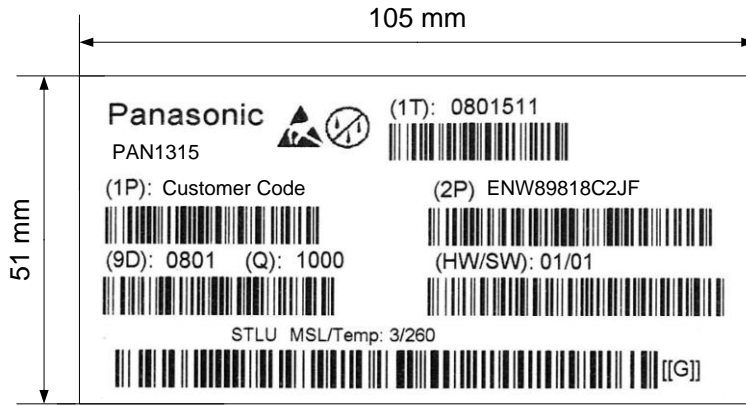 105 mm
51 mm
Panasonic
PAN1315
(1T): 0801511
(1P): Customer Code
(2P) ENW89818C2JF
(9D): 0801 (Q): 1000
(HW/SW): 01/01
STLU MSL/Temp: 3/260
[[G]]